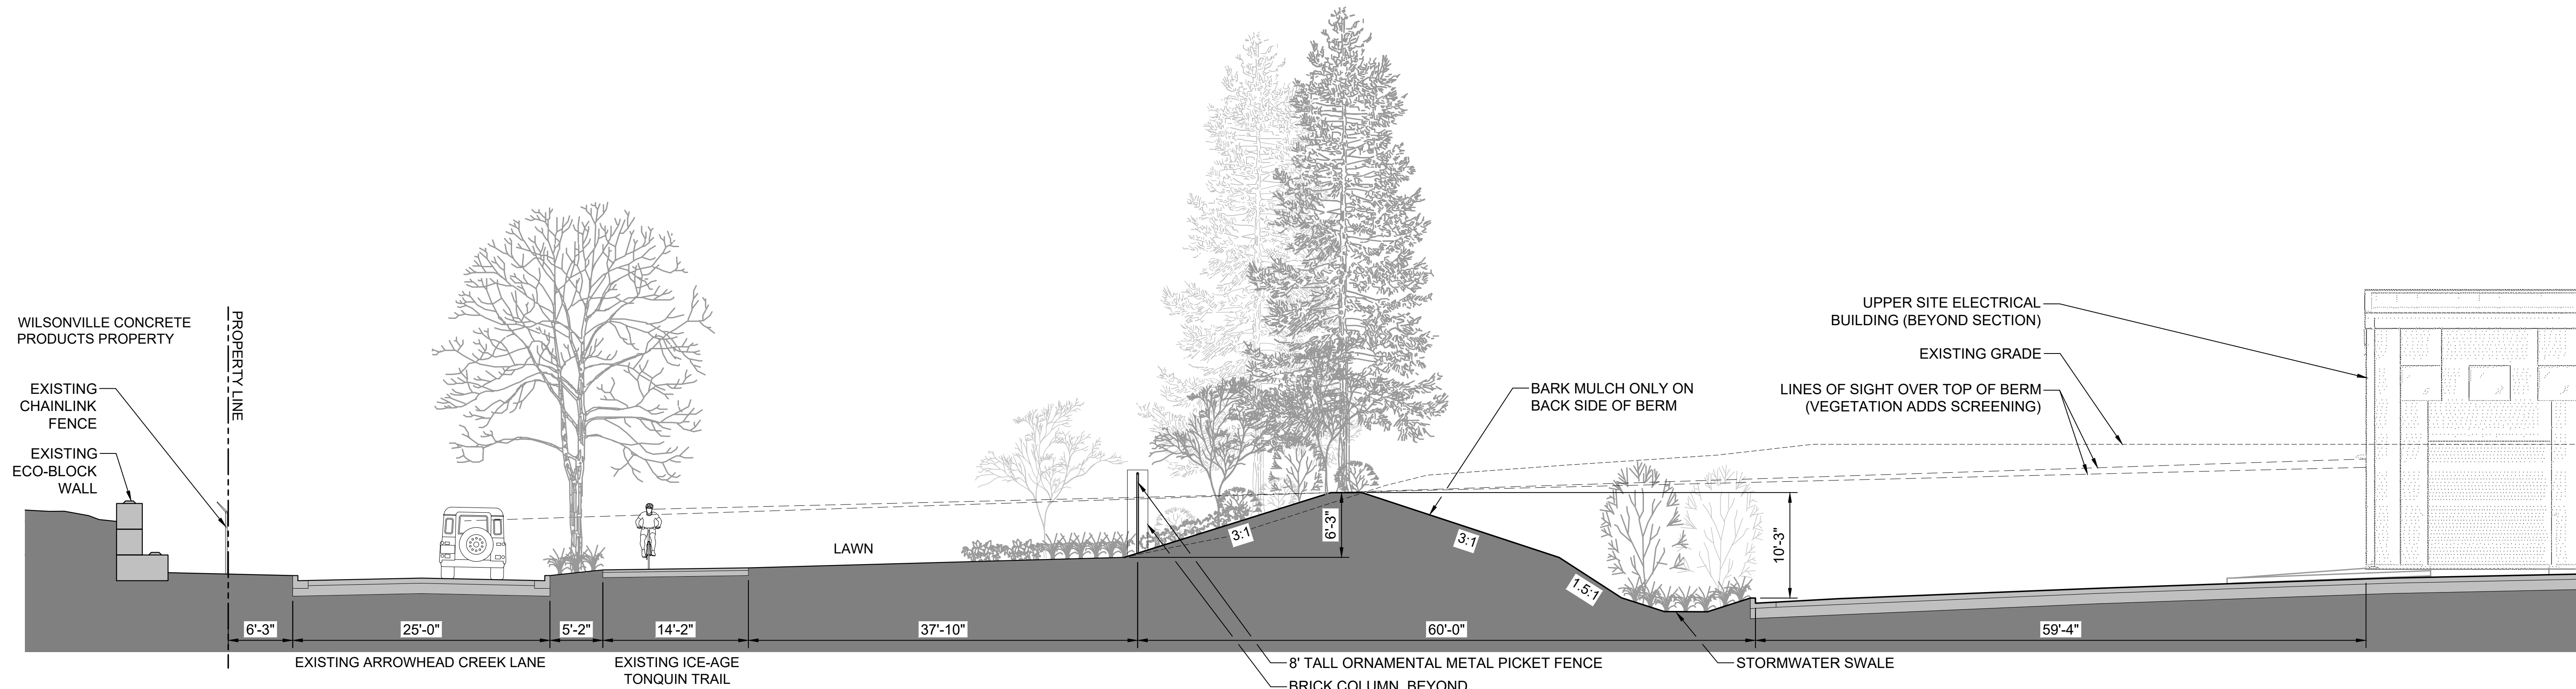 WILSONVILLE CONCRETE
PRODUCTS PROPERTY
PROPERTY LINE
EXISTING
CHAINLINK
FENCE
EXISTING
ECO-BLOCK
WALL
UPPER SITE ELECTRICAL
BUILDING (BEYOND SECTION)
EXISTING GRADE
LINES OF SIGHT OVER TOP OF BERM
(VEGETATION ADDS SCREENING)
BARK MULCH ONLY ON
BACK SIDE OF BERM
LAWN
3:1
6'-3"
3:1
1.5:1
10'-3"
6'-3"
25'-0"
5'-2"
14'-2"
37'-10"
60'-0"
59'-4"
EXISTING ARROWHEAD CREEK LANE
EXISTING ICE-AGE
TONQUIN TRAIL
8' TALL ORNAMENTAL METAL PICKET FENCE
BRICK COLUMN, BEYOND
STORMWATER SWALE